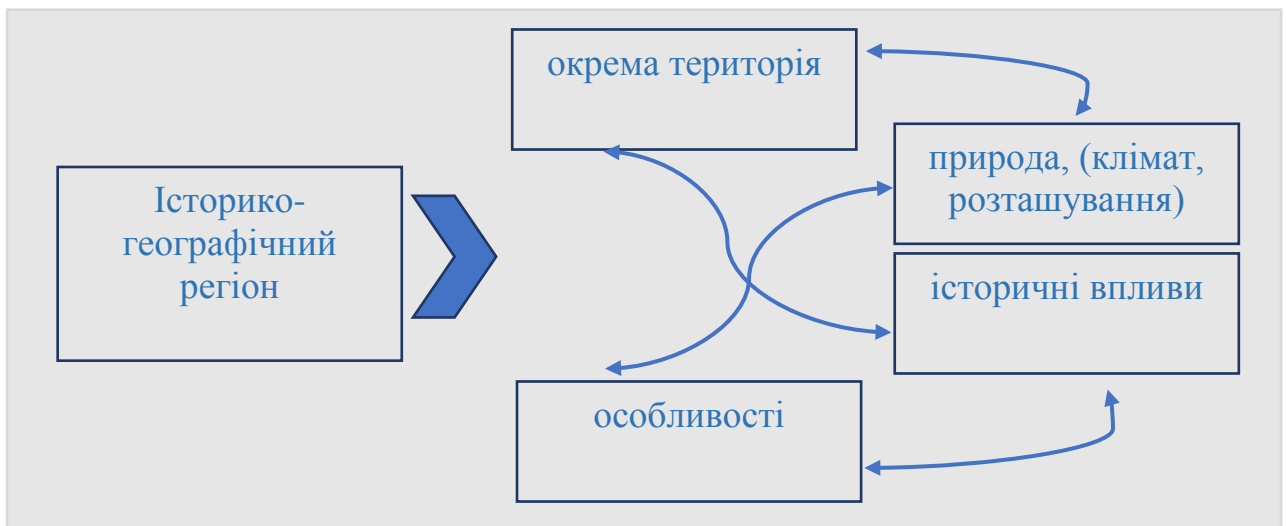 окрема територія
Історико-
географічний
регіон
природа, (клімат,
розташування)
історичні впливи
особливості